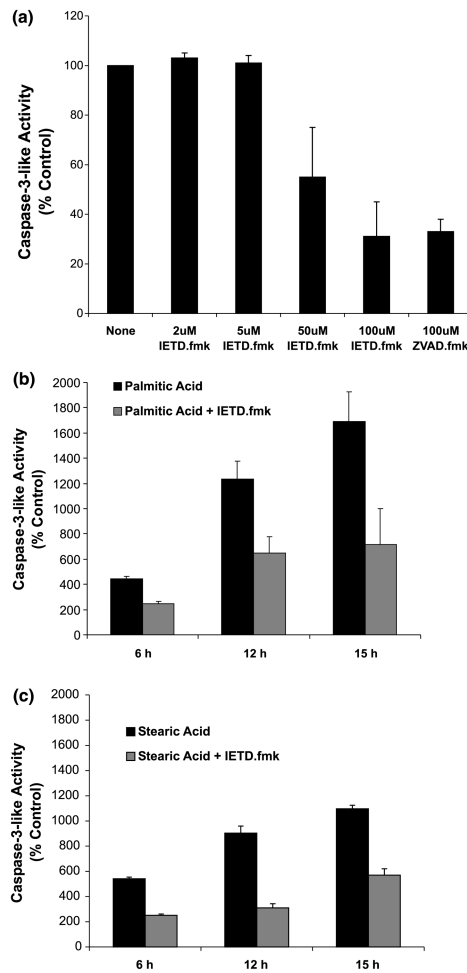 (a)
Caspase-3-like Activity
(% Control)
120
100
80
60
40
20
0
None
2uM
IETD.fmk
5uM
IETD.fmk
50uM
IETD.fmk
100uM
IETD.fmk
100uM
ZVAD.fmk
(b)
Caspase-3-like Activity
(% Control)
2000
1800
1600
1400
1200
1000
800
600
400
200
0
Palmitic Acid
Palmitic Acid + IETD.fmk
6 h
12 h
15 h
(c)
Caspase-3-like Activity
(% Control)
2000
1800
1600
1400
1200
1000
800
600
400
200
0
Stearic Acid
Stearic Acid + IETD.fmk
6 h
12 h
15 h